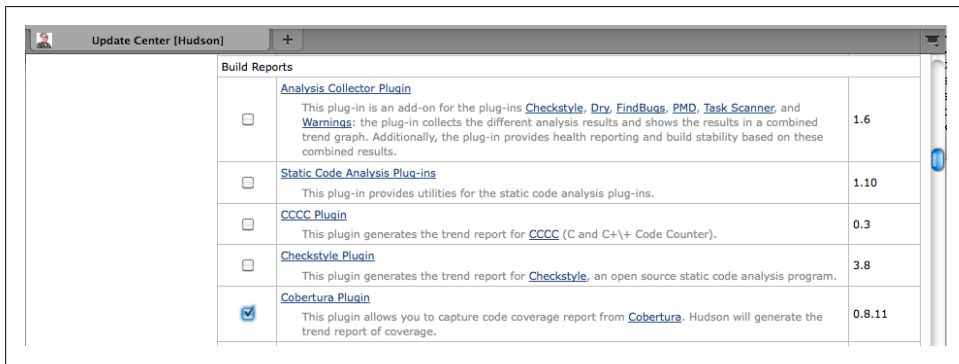 Update Center [Hudson]
+
Build Reports
Analysis Collector Plugin
This plug-in is an add-on for the plug-ins Checkstyle, Dry, FindBugs, PMD, Task Scanner, and
Warnings: the plug-in collects the different analysis results and shows the results in a combined
trend graph. Additionally, the plug-in provides health reporting and build stability based on these
combined results.
1.6
Static Code Analysis Plug-ins
This plug-in provides utilities for the static code analysis plug-ins.
1.10
CCCC Plugin
This plugin generates the trend report for CCCC (C and C+\+ Code Counter).
0.3
Checkstyle Plugin
This plugin generates the trend report for Checkstyle, an open source static code analysis program.
3.8
Cobertura Plugin
This plugin allows you to capture code coverage report from Cobertura. Hudson will generate the
trend report of coverage.
0.8.11